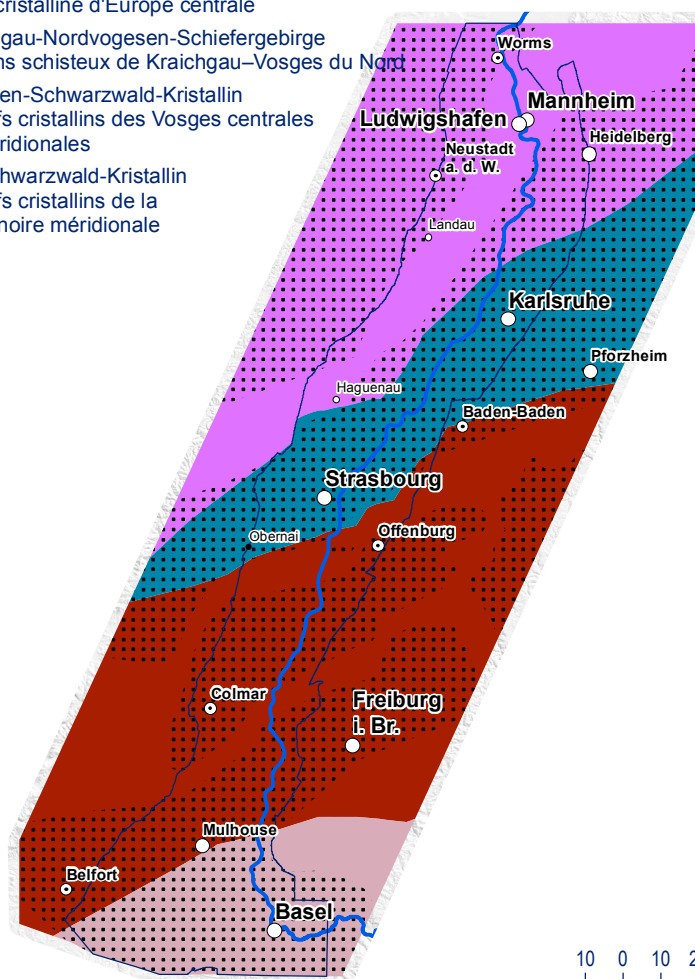 cristalline d'Europe centrale
gau-Nordvogesen-Schiefergebirge
ns schisteux de Kraichgau–Vosges du Nord
en-Schwarzwald-Kristallin
fs cristallins des Vosges centrales
ridionales
hwarzwald-Kristallin
fs cristallins de la
moire méridionale
Worms
Mannheim
Ludwigshafen
Heidelberg
Neustadt
a. d. W.
Landau
Karlsruhe
Pforzheim
Haguenau
Baden-Baden
Strasbourg
Offenburg
Obernai
Colmar
Freiburg
i. Br.
Mulhouse
Belfort
Basel
10 0 10 2